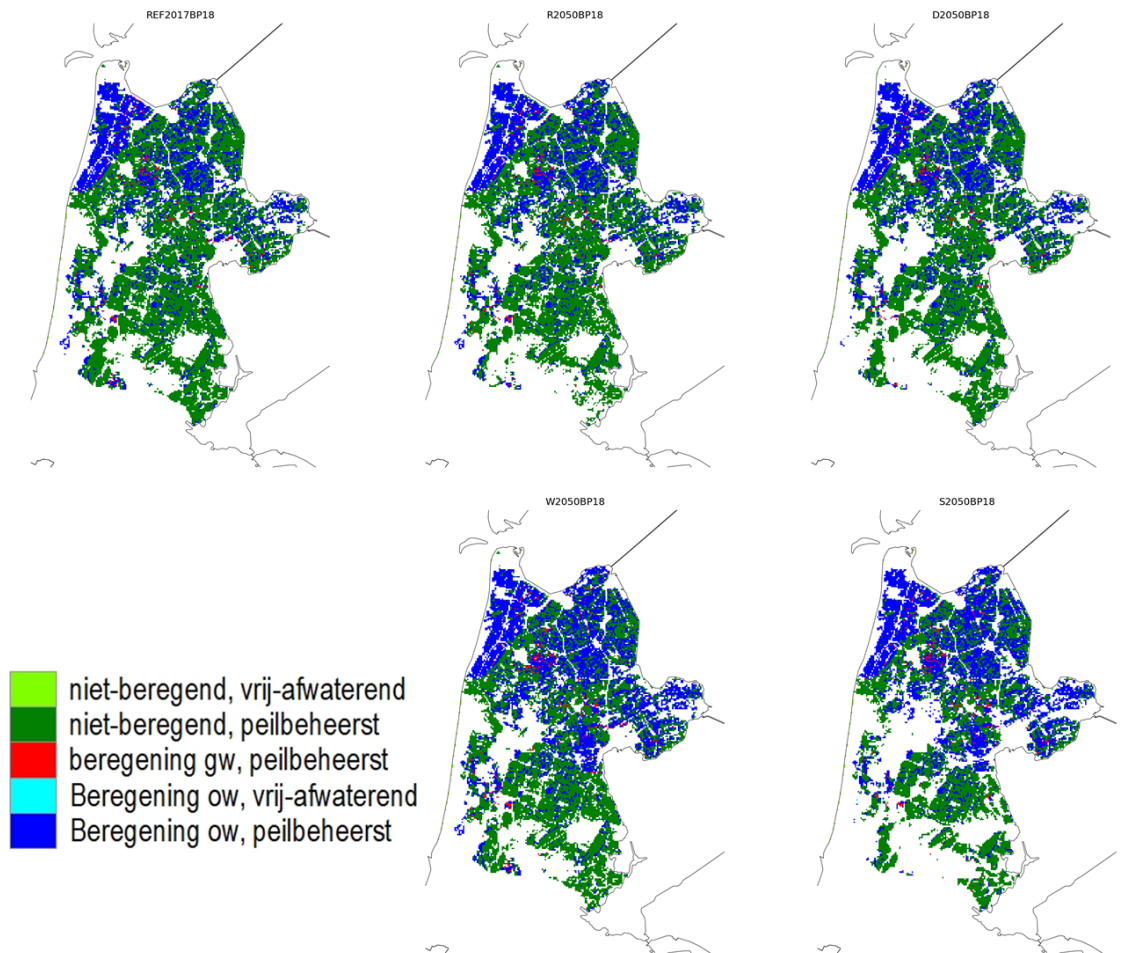 REF2017BP18
R2050BP18
D2050BP18
W2050BP18
S2050BP18
niet-beregend, vrij-afwaterend
niet-beregend, peilbeheerst
beregening gw, peilbeheerst
Beregening ow, vrij-afwaterend
Beregening ow, peilbeheerst